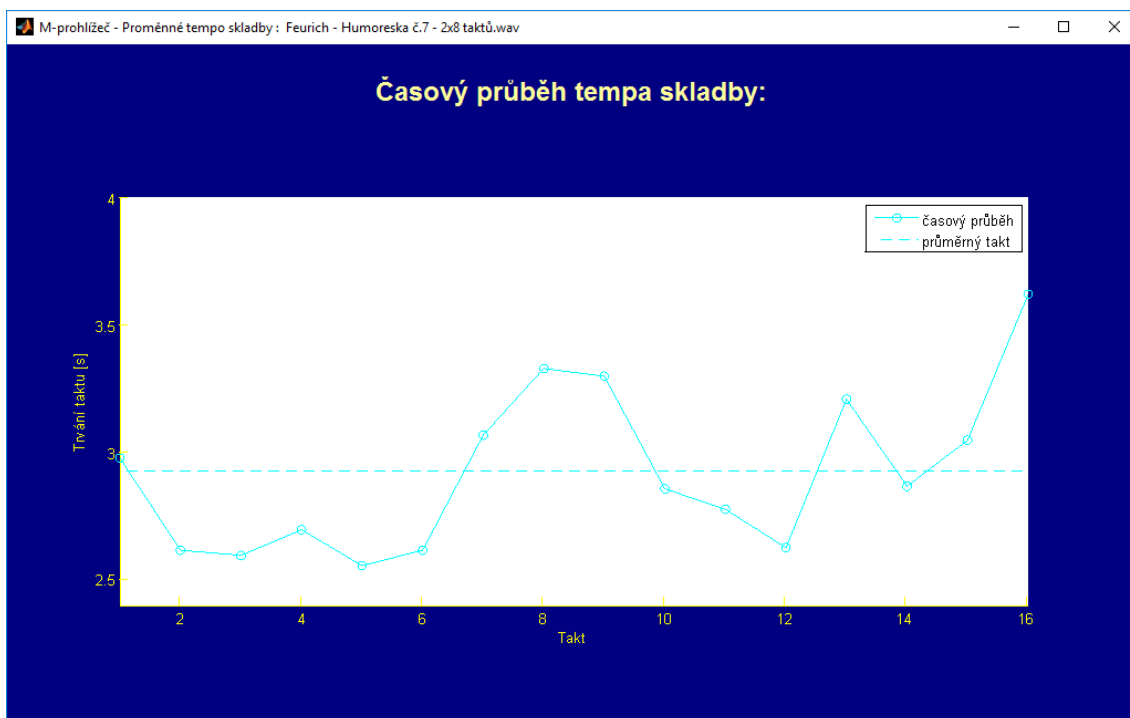 M-prohlížeč - Proměnné tempo skladby :  Feurich - Humoreska č.7 - 2x8 taktů.wav
Časový průběh tempa skladby:
4
3.5
3
2.5
Trvání taktu [s]
časový průběh
průměrný takt
2 4 6 8 10 12 14 16
Takt